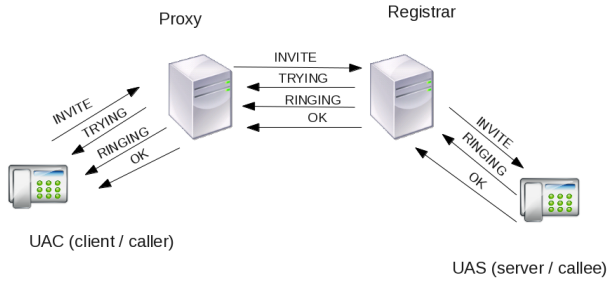 Proxy
Registrar
INVITE
TRYING
RINGING
OK
INVITE
TRYING
RINGING
OK
INVITE
RINGING
OK
UAC (client / caller)
UAS (server / callee)